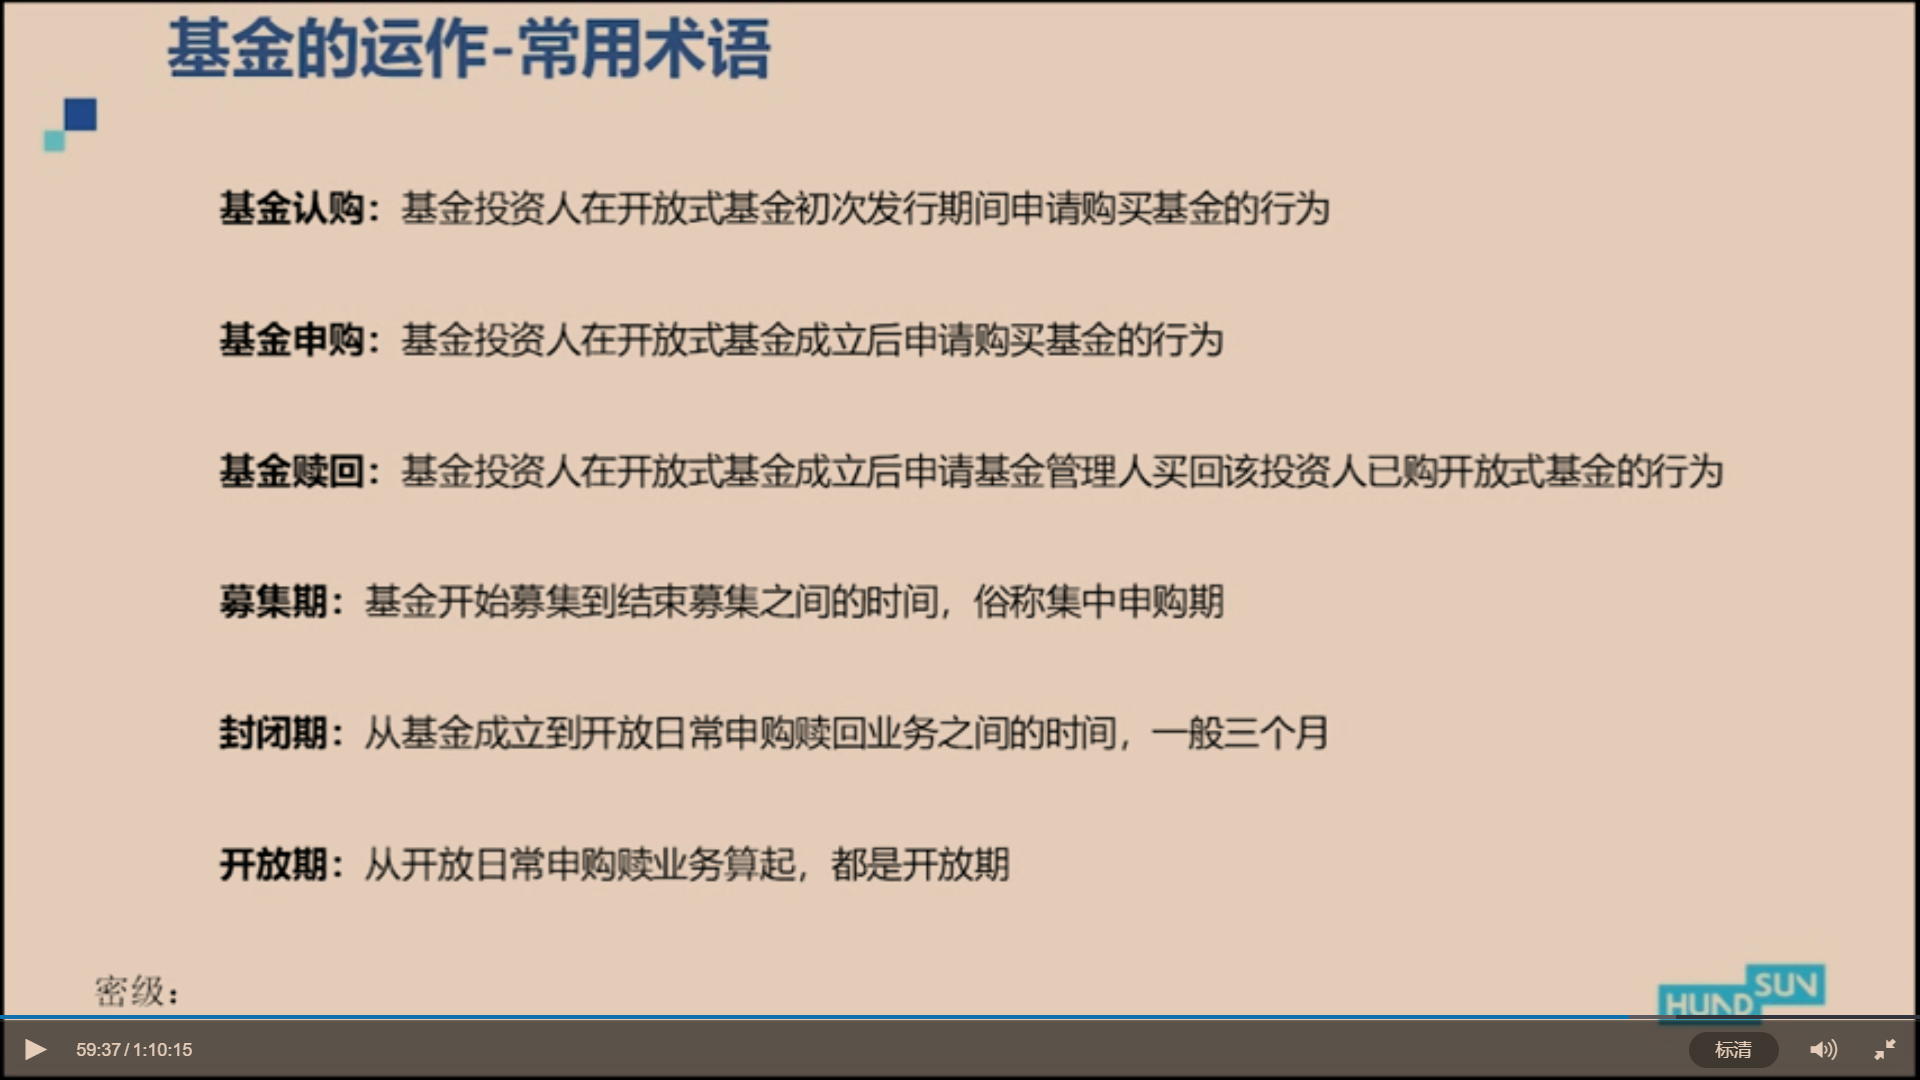 基金的运作-常用术语
基金认购：基金投资人在开放式基金初次发行期间申请购买基金的行为
基金申购：基金投资人在开放式基金成立后申请购买基金的行为
基金赎回：基金投资人在开放式基金成立后申请基金管理人买回该投资人已购开放式基金的行为
募集期：基金开始募集到结束募集之间的时间，俗称集中申购期
封闭期：从基金成立到开放日常申购赎回业务之间的时间，一般三个月
开放期：从开放日常申购赎业务算起，都是开放期
密级：
HUNDSUN
59:37/1:10:15
标清